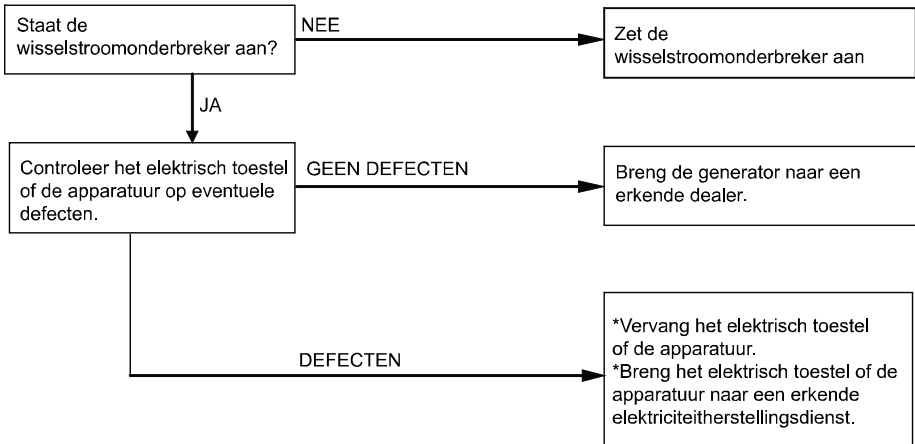 Staat de
wisselstroomonderbreker aan?
NEE
Zet de
wisselstroomonderbreker aan
JA
Controleer het elektrisch toestel
of de apparatuur op eventuele
defecten.
GEEN DEFECTEN
Breng de generator naar een
erkende dealer.
DEFECTEN
*Vervang het elektrisch toestel
of de apparatuur.
*Breng het elektrisch toestel of de
apparatuur naar een erkende
elektriciteitherstellingsdienst.